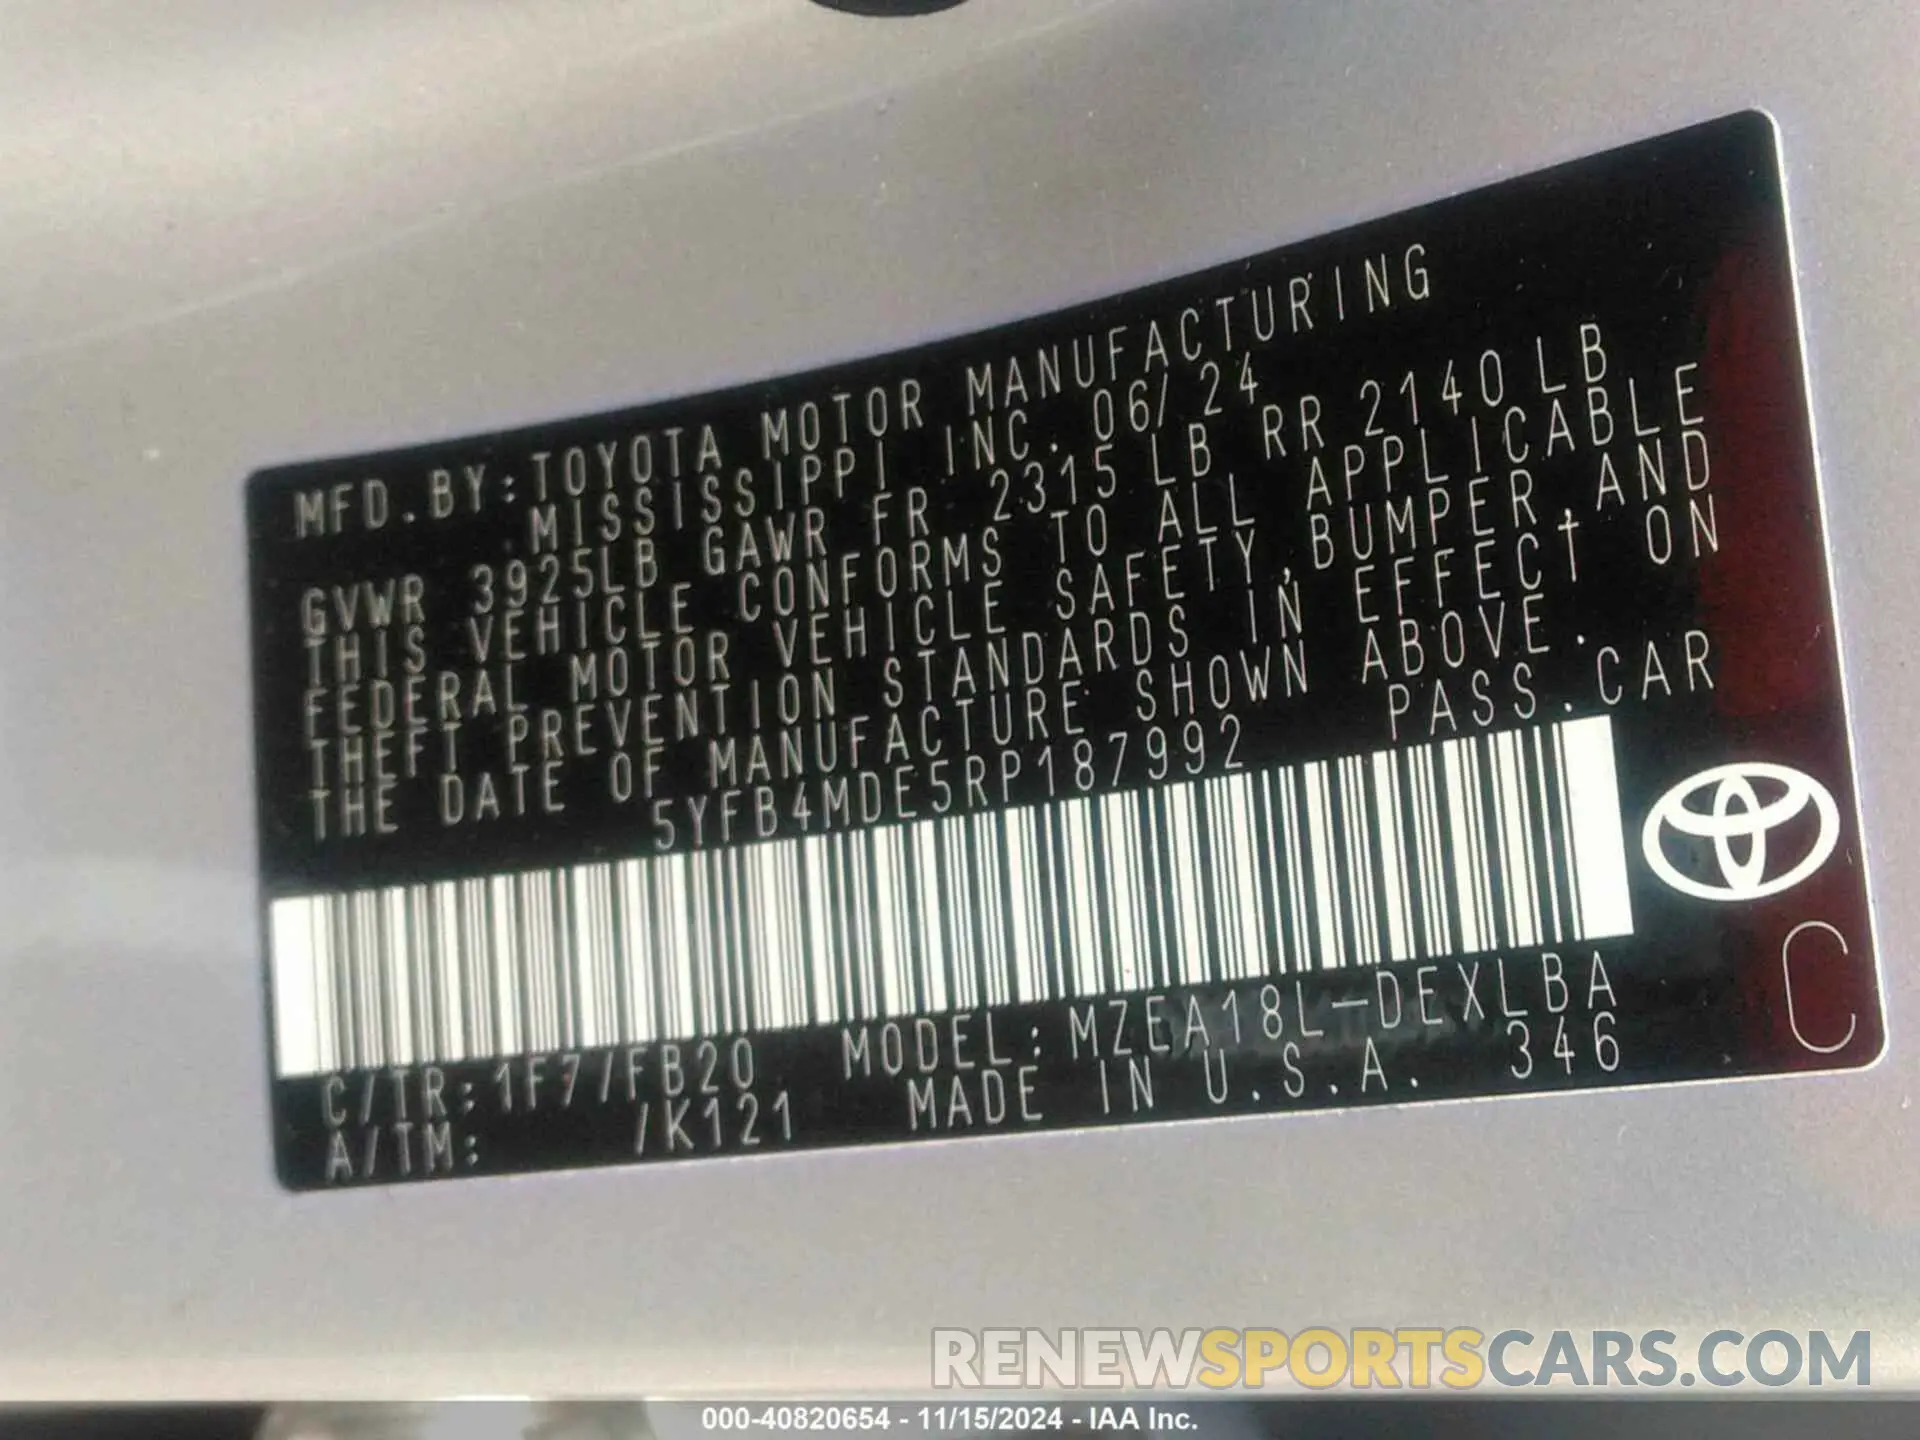 MFD.BY:TOYOTA MOTOR MANUFACTURING
MISSISSIPPI INC. 06/24
GVWR 3925LB GAWR FR 2315LB RR 2140LB
THIS VEHICLE CONFORMS TO ALL APPLICABLE
FEDERAL MOTOR VEHICLE SAFETY,BUMPER,AND
THEFT PREVENTION STANDARDS IN EFFECT ON
THE DATE OF MANUFACTURE SHOWN ABOVE.
5YFB4MDE5RP187992 PASS.CAR
C/TR:1F7/FB20 MODEL:MZEA18L-DEXLBA
A/TM: /K121 MADE IN U.S.A. 346
C
RENEWSPORTSCARS.COM
000-40820654 - 11/15/2024 - IAA Inc.